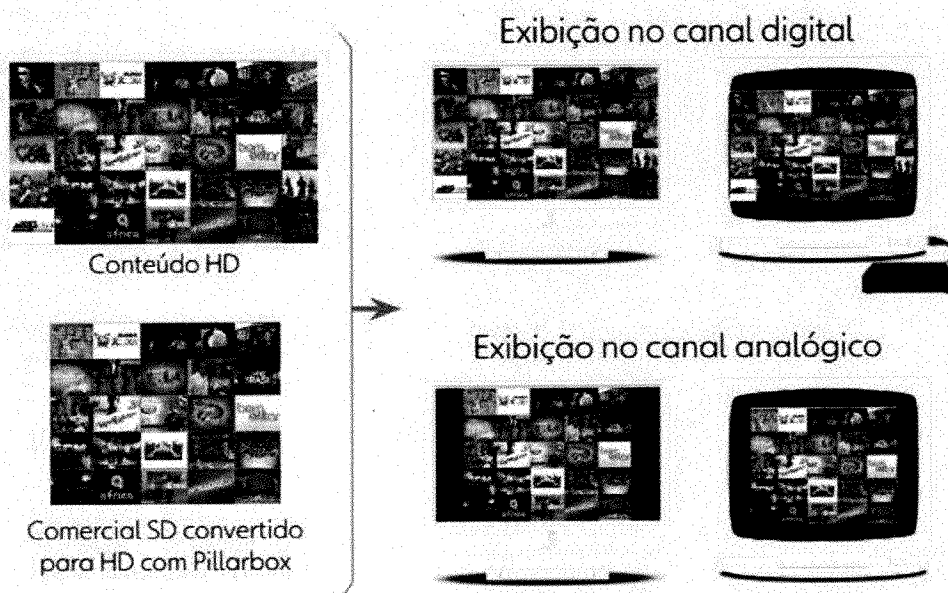 Exibição no canal digital
Conteúdo HD
Exibição no canal analógico
Comercial SD convertido
para HD com Pillarbox